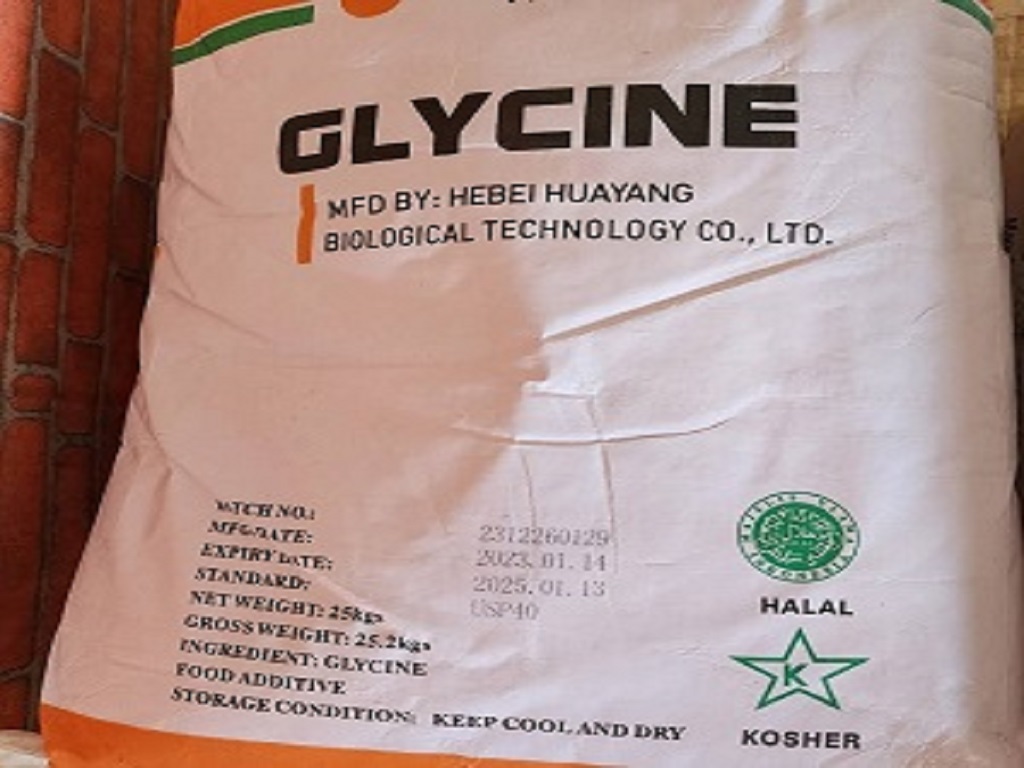 GLYCINE
MFD BY: HEBEI HUAYANG
BIOLOGICAL TECHNOLOGY CO., LTD.
BATCH NO.:
MFG DATE: 2312260129
EXPIRY DATE: 2023.01.14
STANDARD: 2025.01.13
NET WEIGHT: 25kgs USP40
GROSS WEIGHT: 25.2kgs
INGREDIENT: GLYCINE
FOOD ADDITIVE
STORAGE CONDITION: KEEP COOL AND DRY
HALAL
K
KOSHER